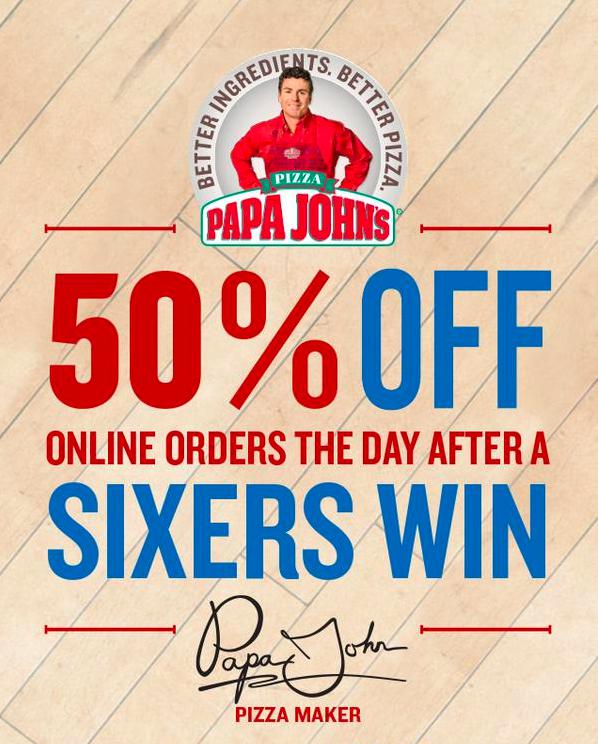 BETTER INGREDIENTS. BETTER PIZZA.
PIZZA
PAPA JOHN'S
50% OFF
ONLINE ORDERS THE DAY AFTER A
SIXERS WIN
Papa John
PIZZA MAKER